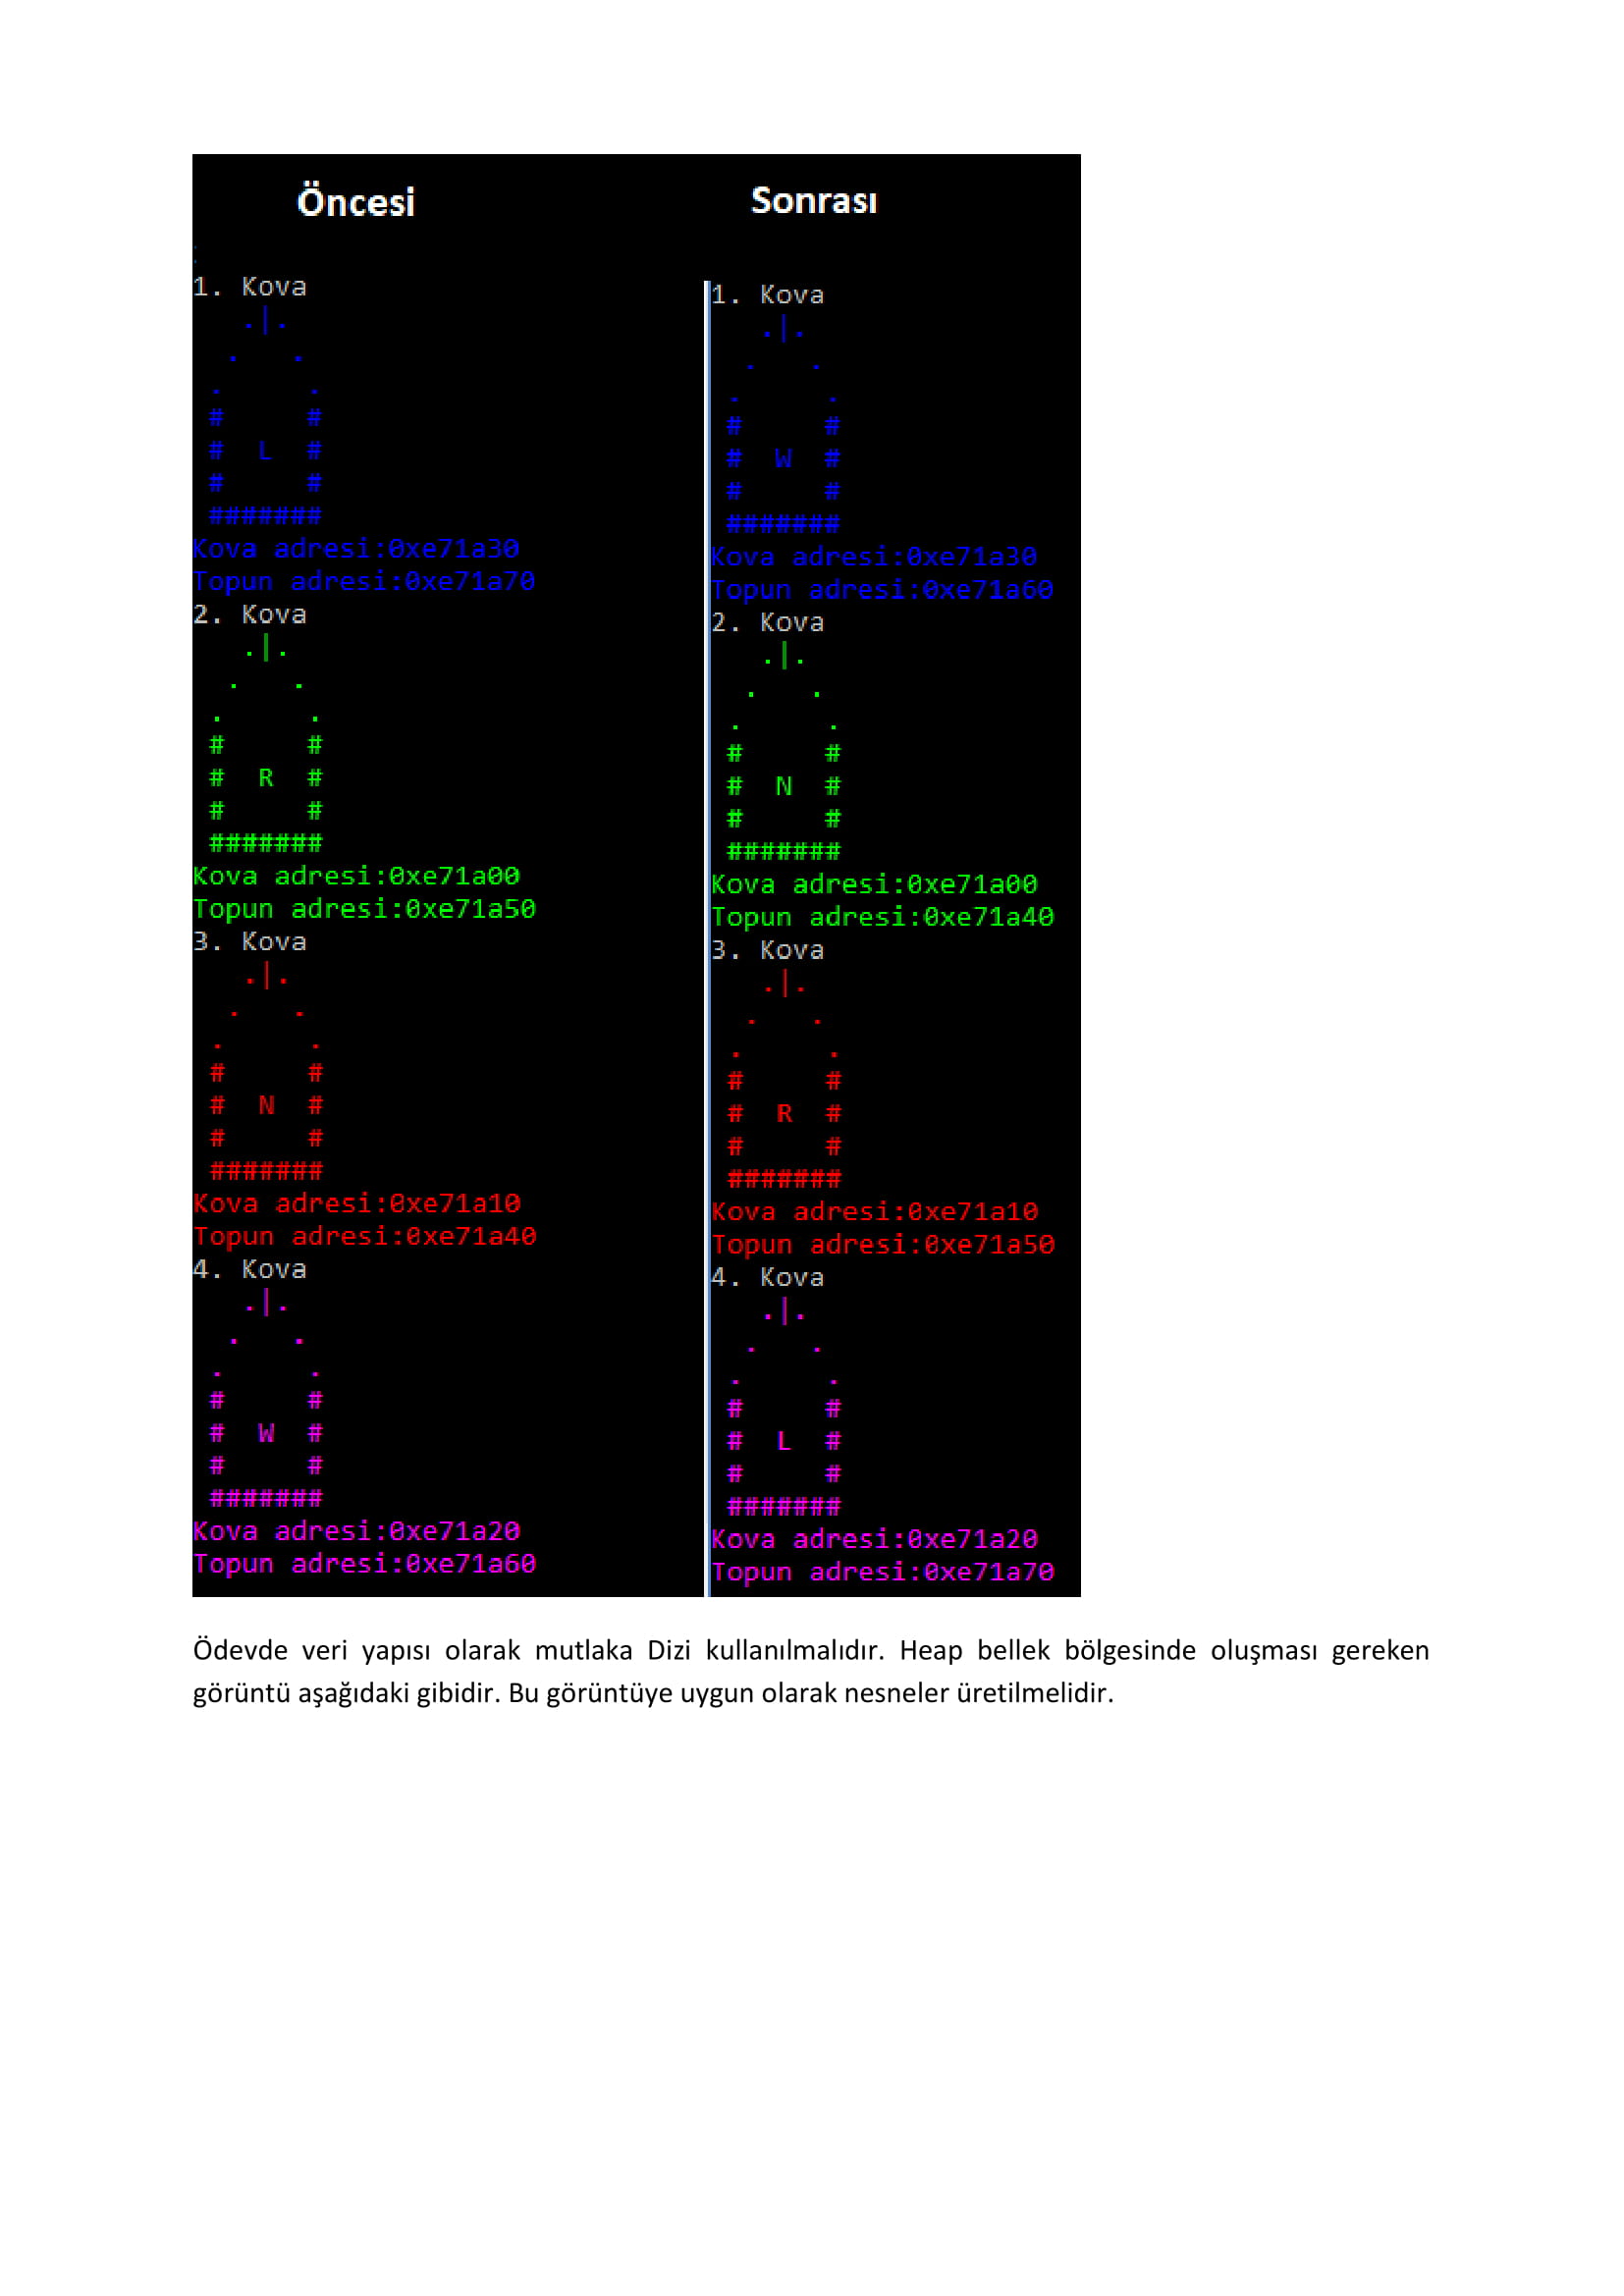 Öncesi
1. Kova
.|.
. .
. .
# #
# L #
# #
#######
Kova adresi:0xe71a30
Topun adresi:0xe71a70
2. Kova
.|.
. .
. .
# #
# R #
# #
#######
Kova adresi:0xe71a00
Topun adresi:0xe71a50
3. Kova
.|.
. .
. .
# #
# N #
# #
#######
Kova adresi:0xe71a10
Topun adresi:0xe71a40
4. Kova
.|.
. .
. .
# #
# W #
# #
#######
Kova adresi:0xe71a20
Topun adresi:0xe71a60
Sonrası
1. Kova
.|.
. .
. .
# #
# W #
# #
#######
Kova adresi:0xe71a30
Topun adresi:0xe71a60
2. Kova
.|.
. .
. .
# #
# N #
# #
#######
Kova adresi:0xe71a00
Topun adresi:0xe71a40
3. Kova
.|.
. .
. .
# #
# R #
# #
#######
Kova adresi:0xe71a10
Topun adresi:0xe71a50
4. Kova
.|.
. .
. .
# #
# L #
# #
#######
Kova adresi:0xe71a20
Topun adresi:0xe71a70
Ödevde veri yapısı olarak mutlaka Dizi kullanılmalıdır. Heap bellek bölgesinde oluşması gereken
görüntü aşağıdaki gibidir. Bu görüntüye uygun olarak nesneler üretilmelidir.